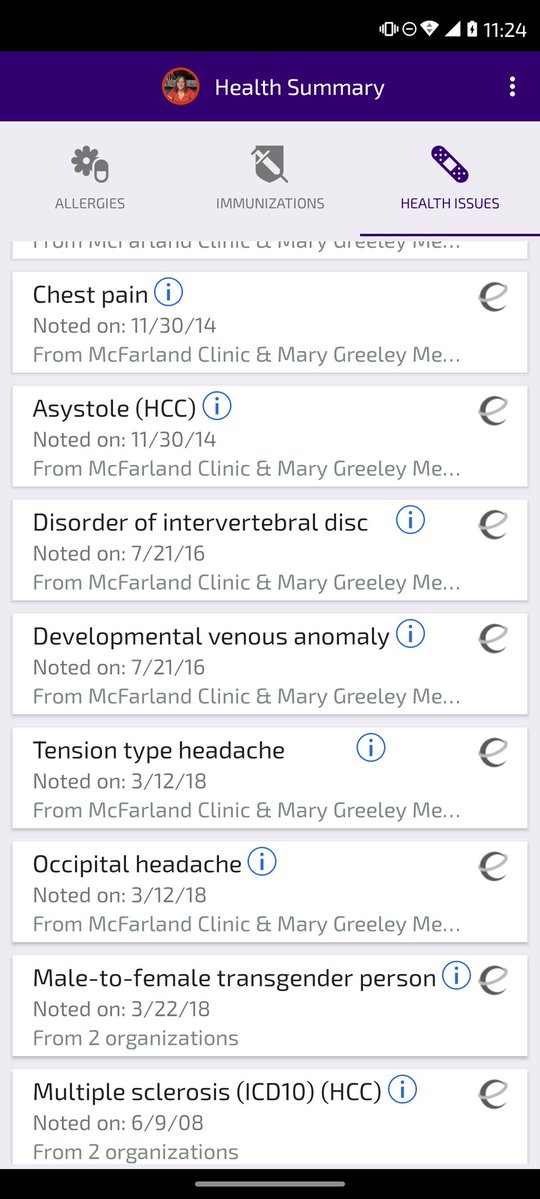 11:24
Health Summary
ALLERGIES
IMMUNIZATIONS
HEALTH ISSUES
From McFarland Clinic & Mary Greeley Me...
Chest pain
Noted on: 11/30/14
From McFarland Clinic & Mary Greeley Me...
Asystole (HCC)
Noted on: 11/30/14
From McFarland Clinic & Mary Greeley Me...
Disorder of intervertebral disc
Noted on: 7/21/16
From McFarland Clinic & Mary Greeley Me...
Developmental venous anomaly
Noted on: 7/21/16
From McFarland Clinic & Mary Greeley Me...
Tension type headache
Noted on: 3/12/18
From McFarland Clinic & Mary Greeley Me...
Occipital headache
Noted on: 3/12/18
From McFarland Clinic & Mary Greeley Me...
Male-to-female transgender person
Noted on: 3/22/18
From 2 organizations
Multiple sclerosis (ICD10) (HCC)
Noted on: 6/9/08
From 2 organizations